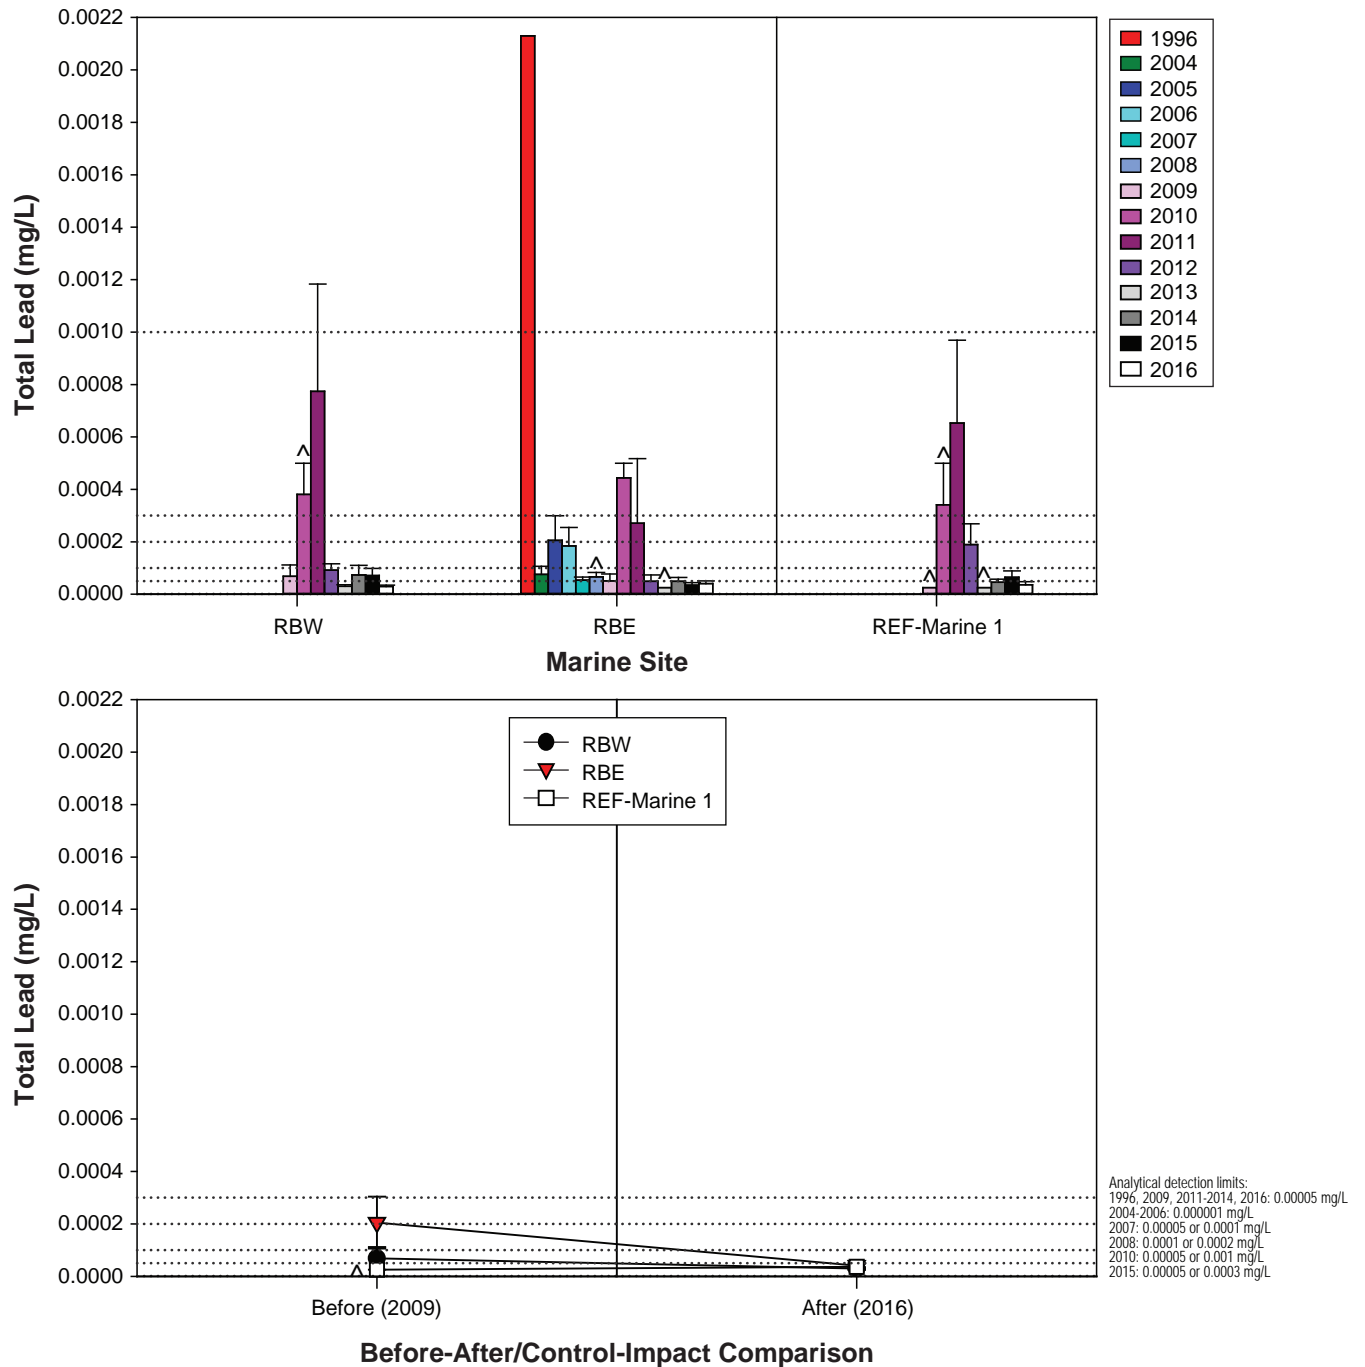 Total Lead (mg/L)
0.0022
0.0020
0.0018
0.0016
0.0014
0.0012
0.0010
0.0008
0.0006
0.0004
0.0002
0.0000
^
^
^
^
^
^
RBW
RBE
REF-Marine 1
Marine Site
1996
2004
2005
2006
2007
2008
2009
2010
2011
2012
2013
2014
2015
2016
Total Lead (mg/L)
0.0022
0.0020
0.0018
0.0016
0.0014
0.0012
0.0010
0.0008
0.0006
0.0004
0.0002
0.0000
RBW
RBE
REF-Marine 1
^
Before (2009)
After (2016)
Before-After/Control-Impact Comparison
Analytical detection limits:
1996, 2009, 2011-2014, 2016: 0.00005 mg/L
2004-2006: 0.000001 mg/L
2007: 0.00005 or 0.0001 mg/L
2008: 0.0001 or 0.0002 mg/L
2010: 0.00005 or 0.001 mg/L
2015: 0.00005 or 0.0003 mg/L